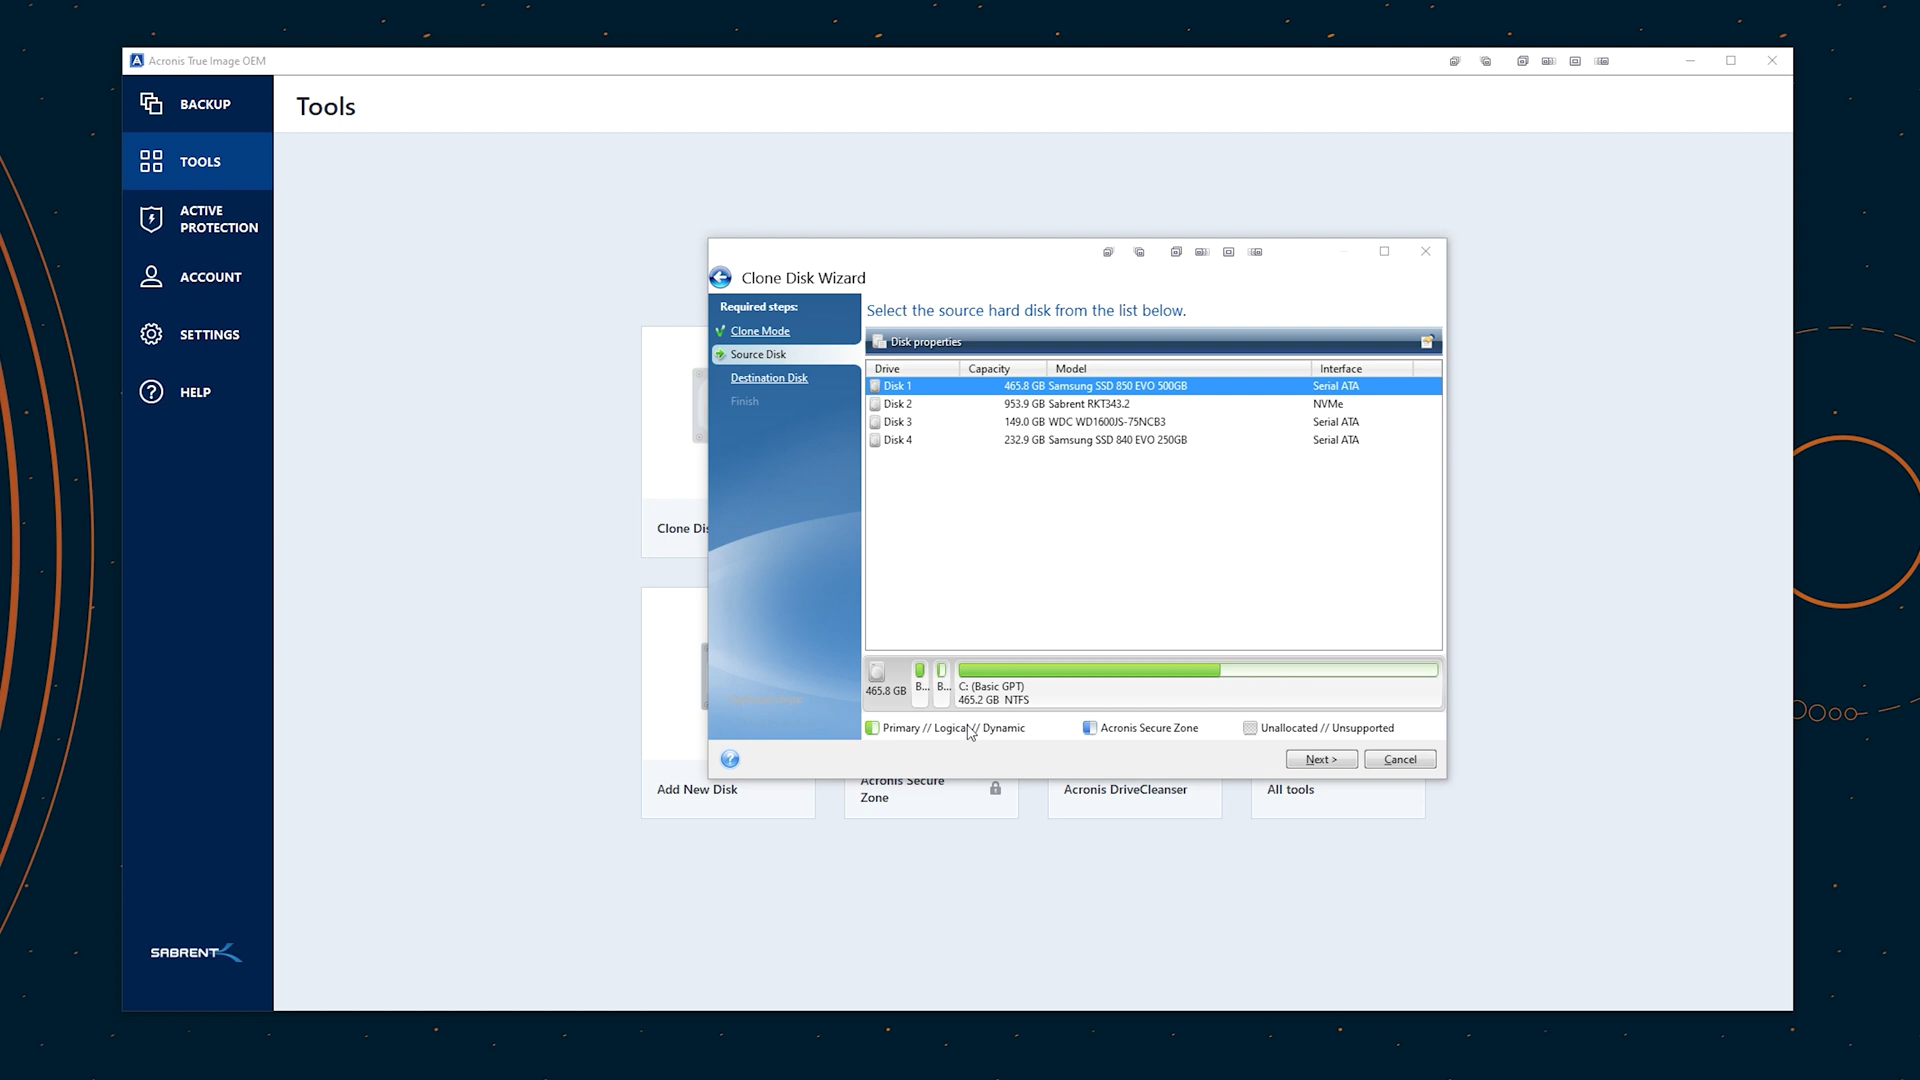 Acronis True Image OEM
BACKUP
TOOLS
ACTIVE
PROTECTION
ACCOUNT
SETTINGS
HELP
SABRENT
Tools
Clone Dis
Add New Disk
Acronis Secure
Zone
Acronis DriveCleanser
All tools
Clone Disk Wizard
Required steps:
Clone Mode
Source Disk
Destination Disk
Finish
Select the source hard disk from the list below.
Disk properties
Drive Capacity Model Interface
Disk 1 465.8 GB Samsung SSD 850 EVO 500GB Serial ATA
Disk 2 953.9 GB Sabrent RKT343.2 NVMe
Disk 3 149.0 GB WDC WD1600JS-75NCB3 Serial ATA
Disk 4 232.9 GB Samsung SSD 840 EVO 250GB Serial ATA
465.8 GB
B...
B...
C: (Basic GPT)
465.2 GB NTFS
Primary // Logical // Dynamic
Acronis Secure Zone
Unallocated // Unsupported
Next >
Cancel